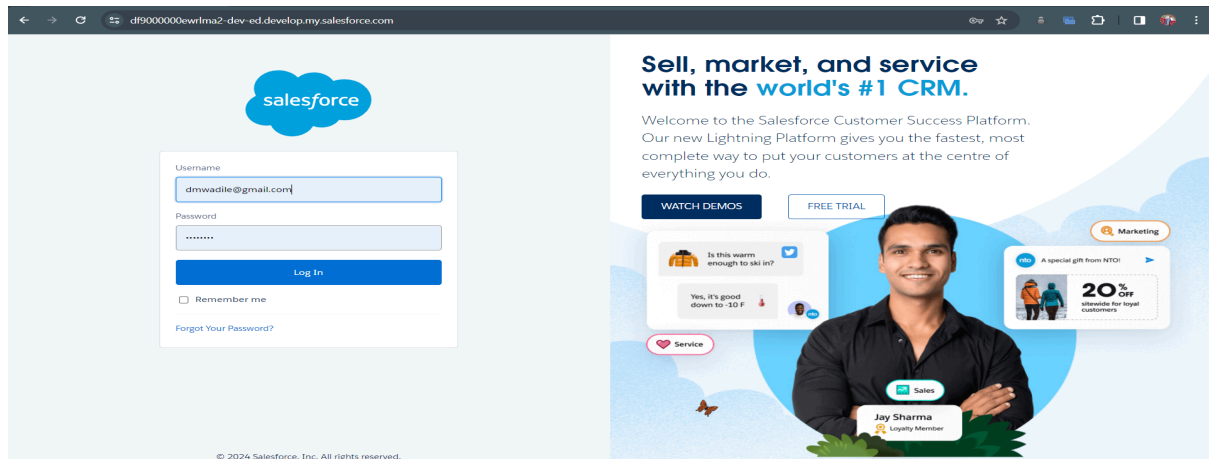 df9000000ewrlma2-dev-ed.develop.my.salesforce.com
salesforce
Username
dmwadile@gmail.com
Password
········
Log In
Remember me
Forgot Your Password?
© 2024 Salesforce, Inc. All rights reserved.
Sell, market, and service
with the world's #1 CRM.
Welcome to the Salesforce Customer Success Platform.
Our new Lightning Platform gives you the fastest, most
complete way to put your customers at the centre of
everything you do.
WATCH DEMOS
FREE TRIAL
Is this warm
enough to ski in?
Yes, it's good
down to -10 F
nto
Service
Marketing
nto
A special gift from NTO!
20% OFF
sitewide for loyal
customers
Sales
Jay Sharma
Loyalty Member